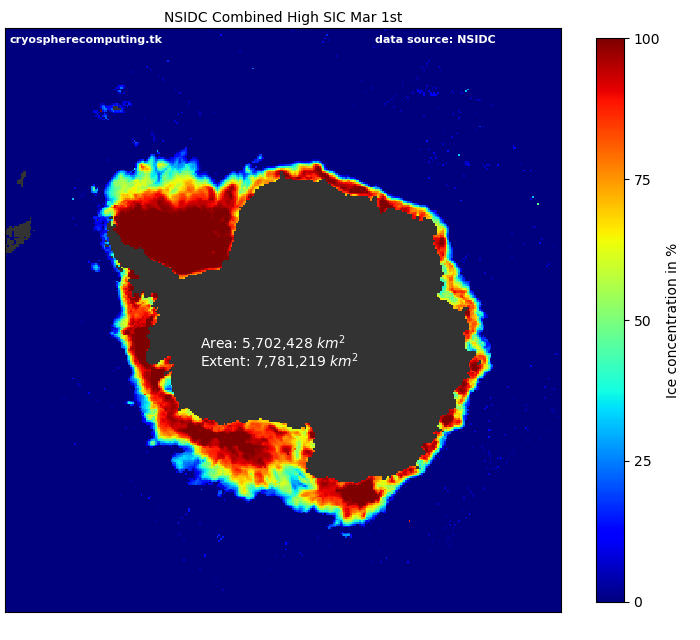 NSIDC Combined High SIC Mar 1st
cryospherecomputing.tk data source: NSIDC
Area: 5,702,428 km²
Extent: 7,781,219 km²
100
75
50
25
0
Ice concentration in %